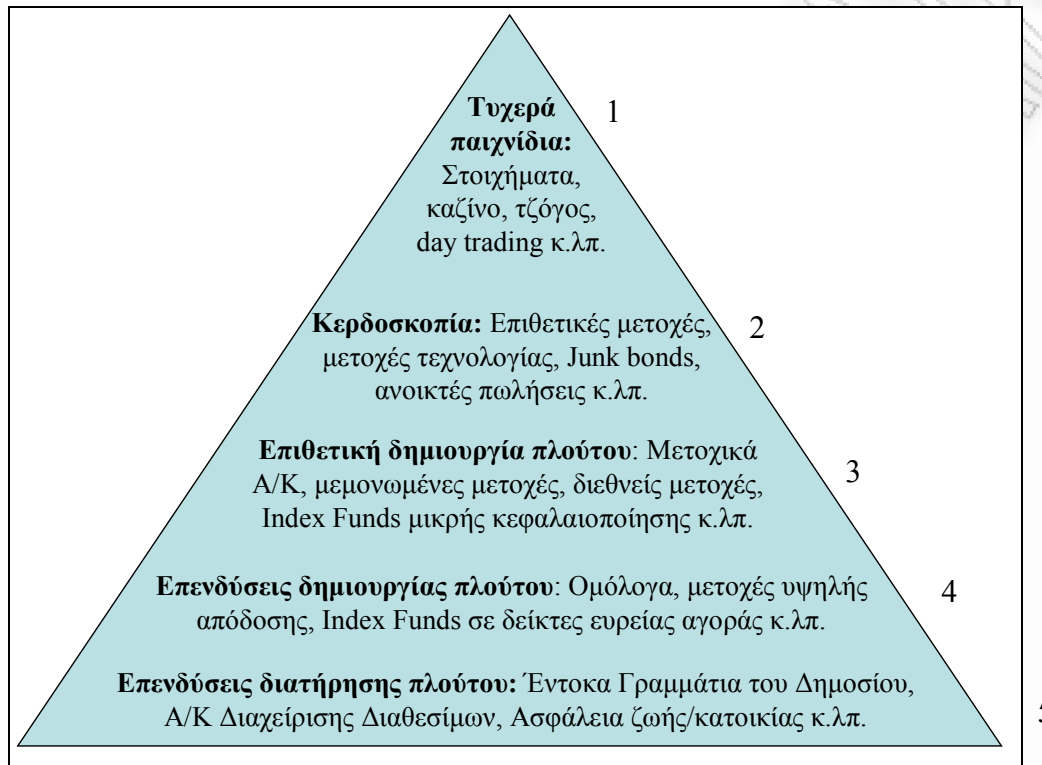 Τυχερά 1
παιχνίδια:
Στοιχήματα,
καζίνο, τζόγος,
day trading κ.λπ.
Κερδοσκοπία: Επιθετικές μετοχές, 2
μετοχές τεχνολογίας, Junk bonds,
ανοικτές πωλήσεις κ.λπ.
Επιθετική δημιουργία πλούτου: Μετοχικά
Α/Κ, μεμονωμένες μετοχές, διεθνείς μετοχές, 3
Index Funds μικρής κεφαλαιοποίησης κ.λπ.
Επενδύσεις δημιουργίας πλούτου: Ομόλογα, μετοχές υψηλής 4
απόδοσης, Index Funds σε δείκτες ευρείας αγοράς κ.λπ.
Επενδύσεις διατήρησης πλούτου: Έντοκα Γραμμάτια του Δημοσίου,
Α/Κ Διαχείρισης Διαθεσίμων, Ασφάλεια ζωής/κατοικίας κ.λπ. 5